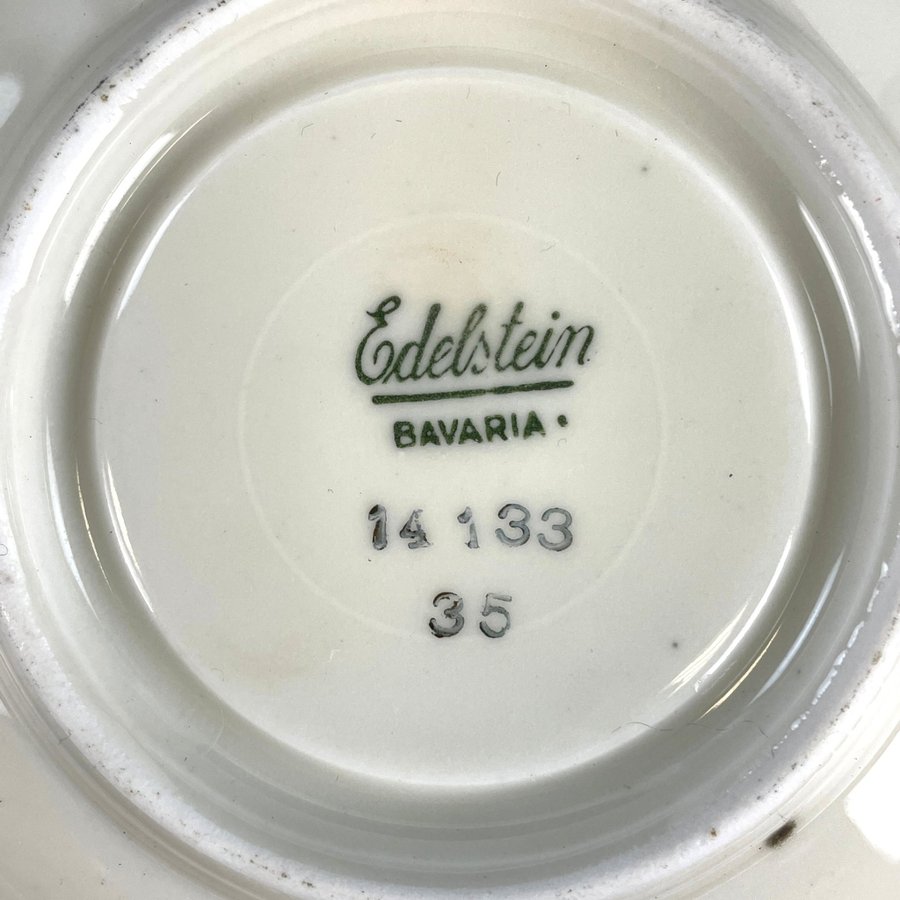 Edelstein
BAVARIA.
14 133
35